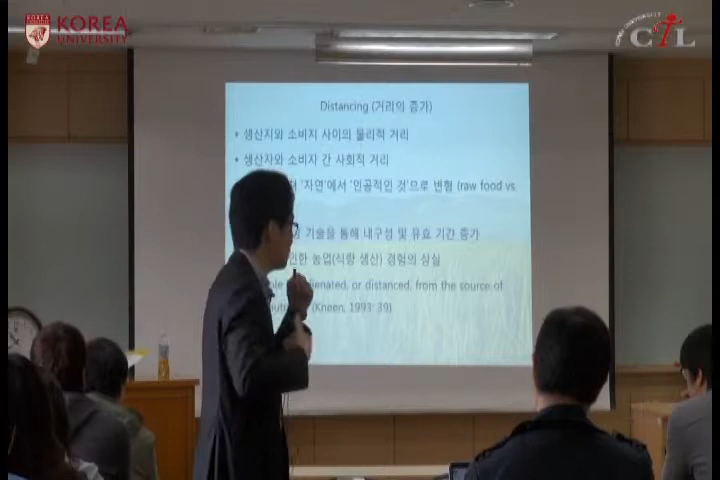 KOREA
UNIVERSITY
CTL
Distancing (거리의 증가)
• 생산지와 소비지 사이의 물리적 거리
• 생산자와 소비자 간 사회적 거리
'자연'에서 '인공적인 것'으로 변형 (raw food vs.
기술을 통해 내구성 및 유효 기간 증가
인한 농업(식량 생산) 경험의 상실
alienated, or distanced, from the source of
(Kneen, 1993: 39)